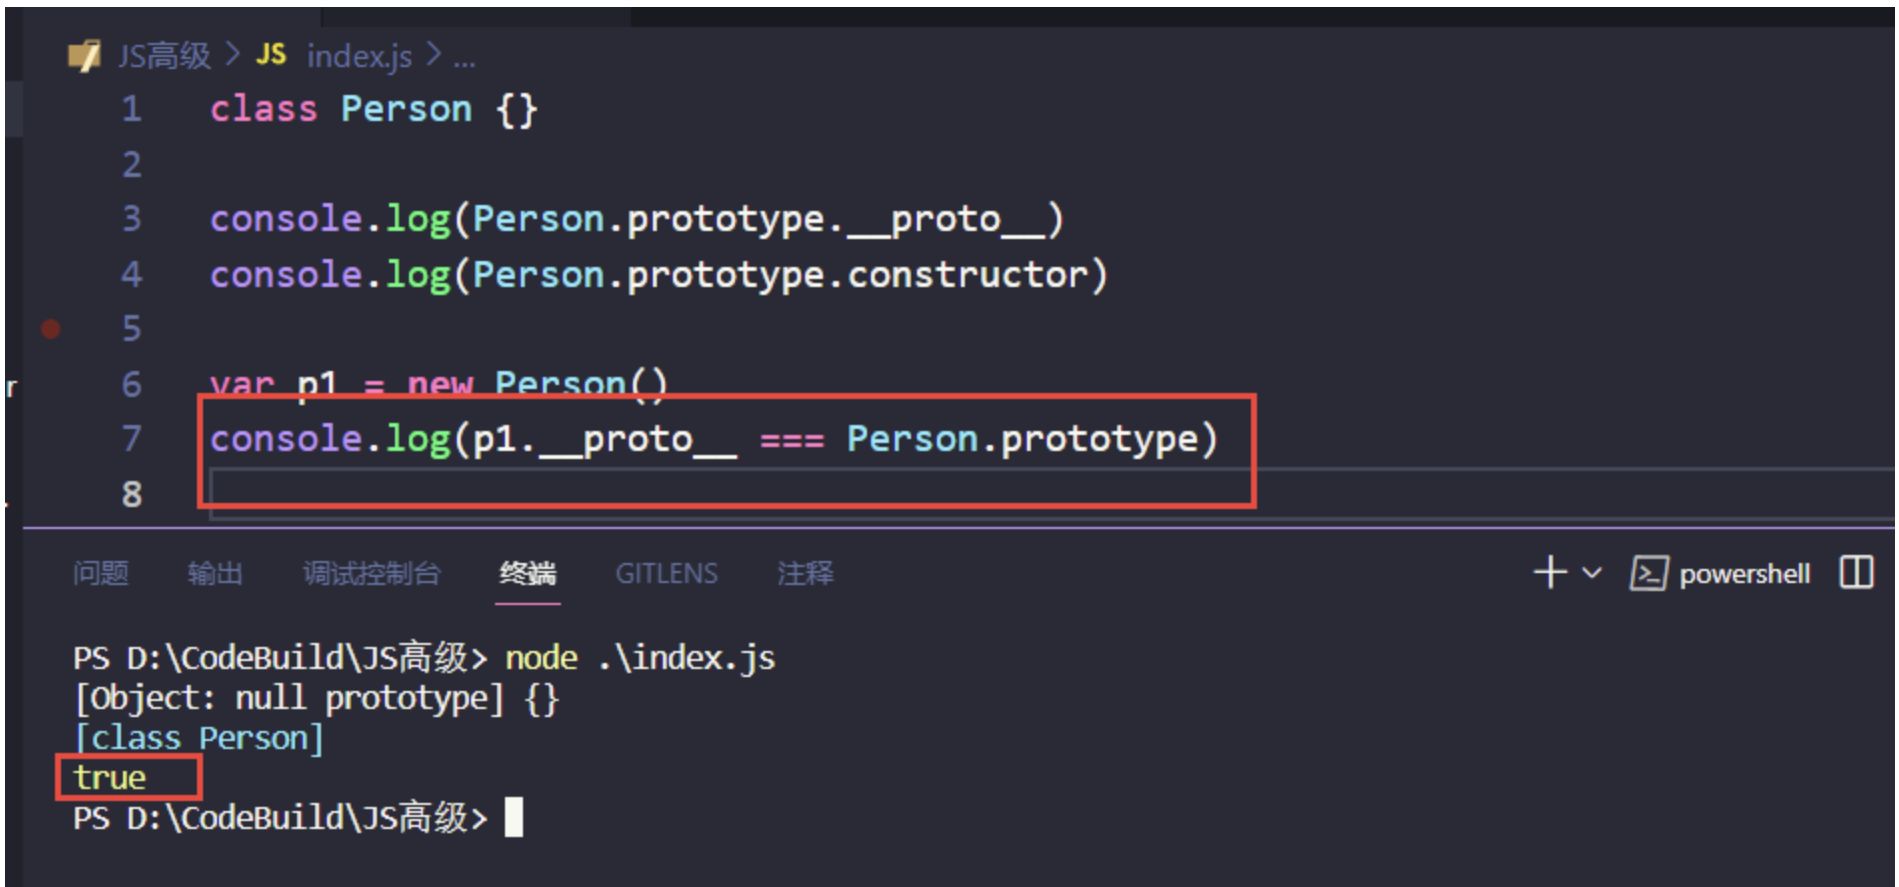 JS高级 > JS index.js > ...
1 class Person {}
2
3 console.log(Person.prototype.__proto__)
4 console.log(Person.prototype.constructor)
5
6 var p1 = new Person()
7 console.log(p1.__proto__ === Person.prototype)
8
r
问题 输出 调试控制台 终端 GITLENS 注释 powershell
PS D:\CodeBuild\JS高级> node .\index.js
[Object: null prototype] {}
[class Person]
true
PS D:\CodeBuild\JS高级>